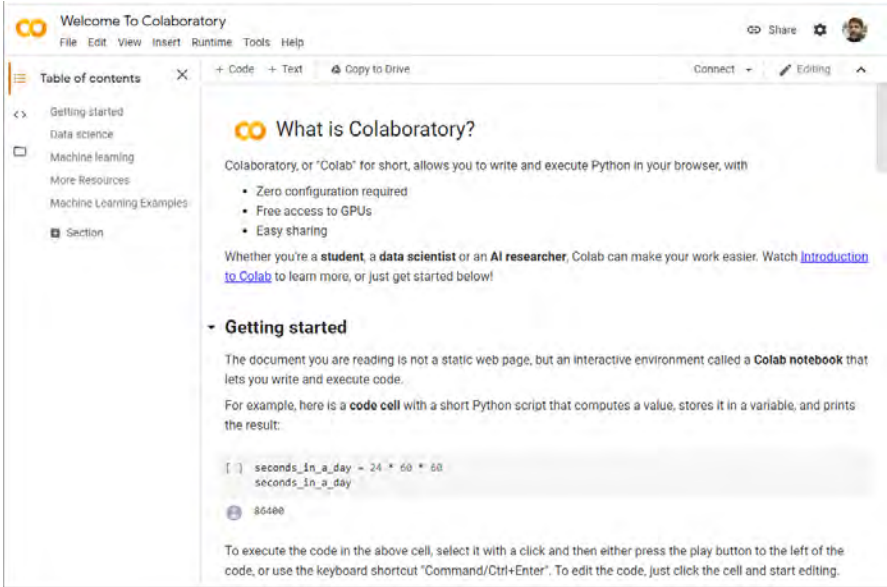 Welcome To Colaboratory
File Edit View Insert Runtime Tools Help
Share
Table of contents
+ Code + Text Copy to Drive
Connect
Editing
Getting started
Data science
Machine learning
More Resources
Machine Learning Examples
Section
What is Colaboratory?
Colaboratory, or "Colab" for short, allows you to write and execute Python in your browser, with
• Zero configuration required
• Free access to GPUs
• Easy sharing
Whether you're a student, a data scientist or an AI researcher, Colab can make your work easier. Watch Introduction
to Colab to learn more, or just get started below!
Getting started
The document you are reading is not a static web page, but an interactive environment called a Colab notebook that
lets you write and execute code.
For example, here is a code cell with a short Python script that computes a value, stores it in a variable, and prints
the result:
[ ] seconds_in_a_day = 24 * 60 * 60
seconds_in_a_day
86400
To execute the code in the above cell, select it with a click and then either press the play button to the left of the
code, or use the keyboard shortcut "Command/Ctrl+Enter". To edit the code, just click the cell and start editing.